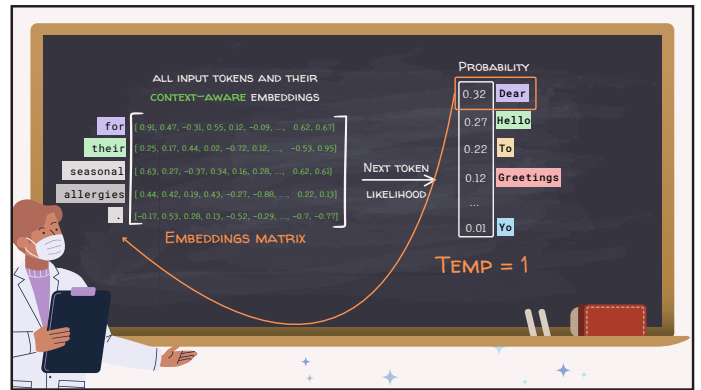 ALL INPUT TOKENS AND THEIR
CONTEXT-AWARE EMBEDDINGS
for [ 0.91, 0.47, -0.31, 0.55, 0.12, -0.09, ..., 0.62, 0.67]
their [ 0.25, 0.17, 0.44, 0.02, -0.72, 0.12, ..., -0.53, 0.95]
seasonal [ 0.63, 0.27, -0.37, 0.34, 0.16, 0.28, ..., 0.62, 0.61]
allergies [ 0.44, 0.42, 0.19, 0.43, -0.27, -0.88, ..., 0.22, 0.13]
. [-0.17, 0.53, 0.28, 0.13, -0.52, -0.29, ..., -0.7, -0.77]
EMBEDDINGS MATRIX
NEXT TOKEN
LIKELIHOOD
PROBABILITY
0.32 Dear
0.27 Hello
0.22 To
0.12 Greetings
...
0.01 Yo
TEMP = 1